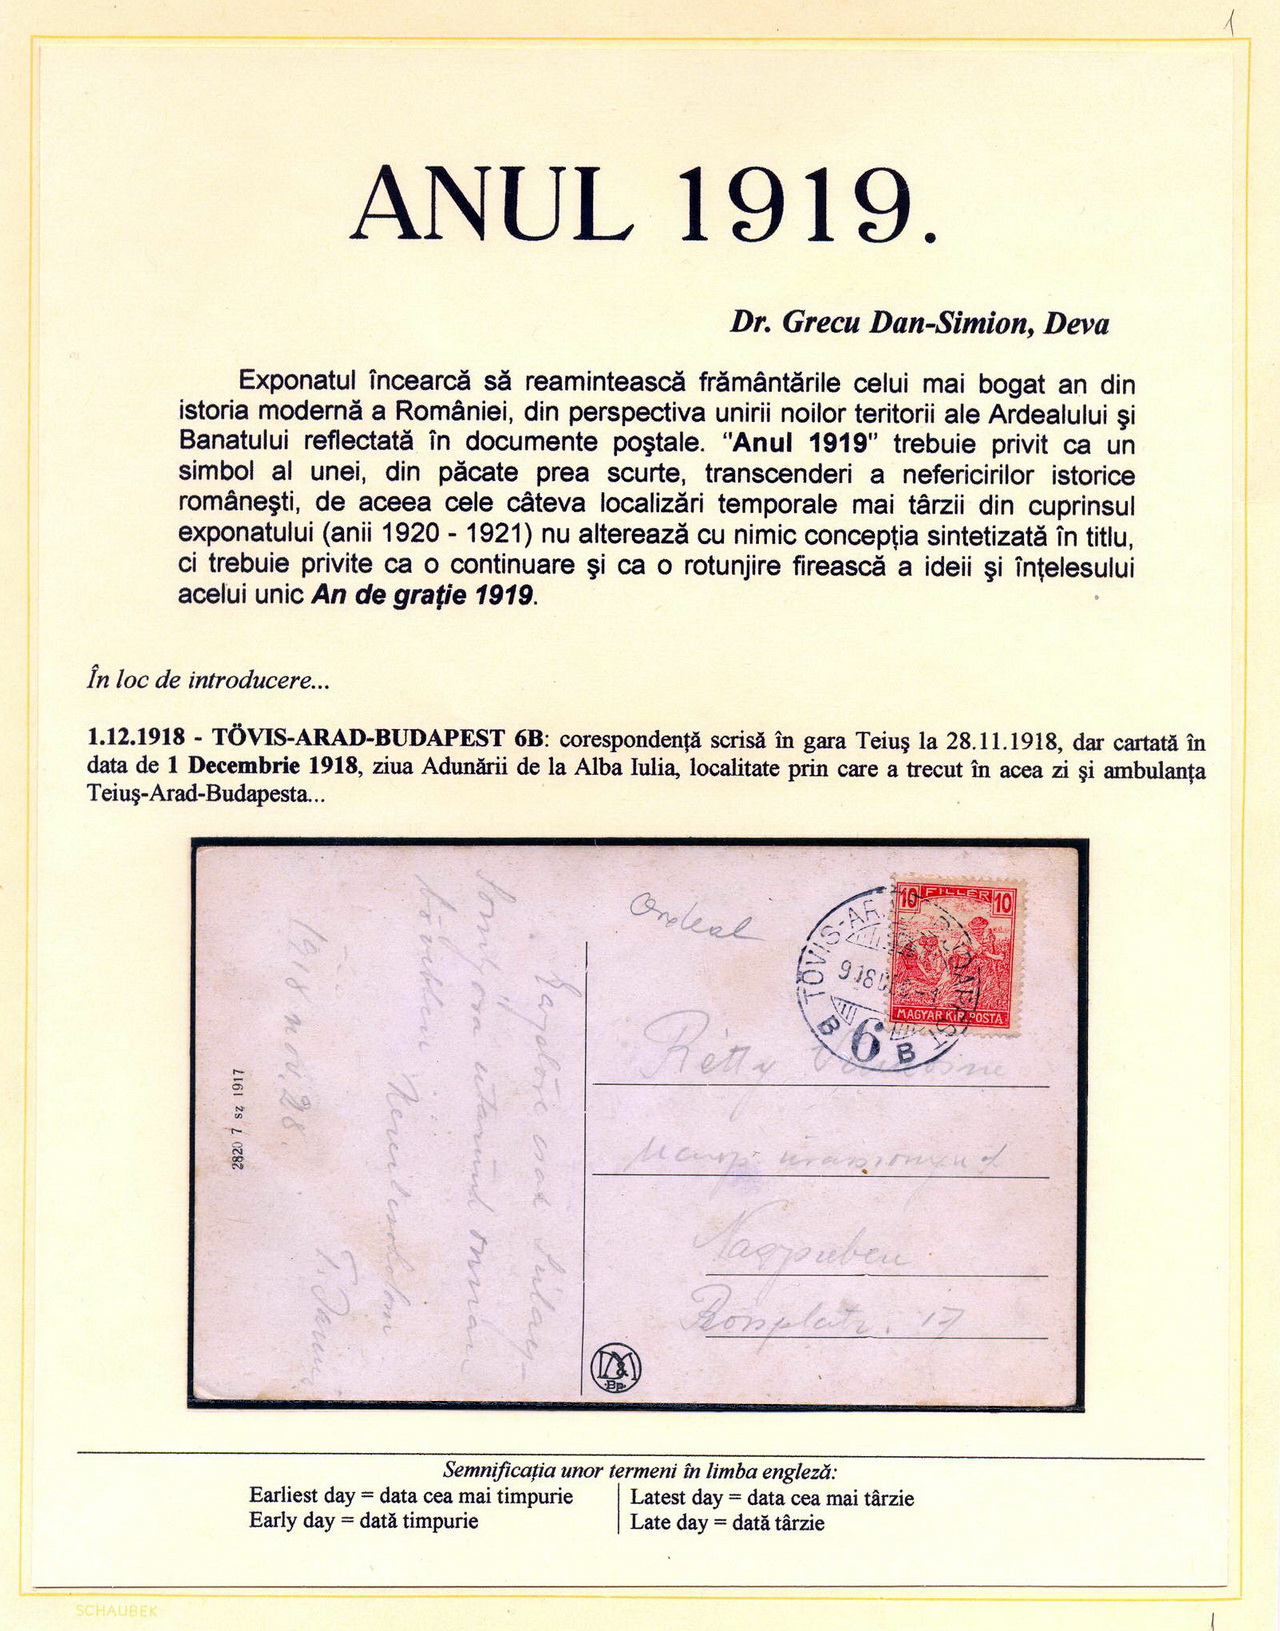 1
ANUL 1919.
Dr. Grecu Dan-Simion, Deva
Exponatul încearcă să reamintească frământările celui mai bogat an din
istoria modernă a României, din perspectiva unirii noilor teritorii ale Ardealului şi
Banatului reflectată în documente poştale. "Anul 1919" trebuie privit ca un
simbol al unei, din păcate prea scurte, transcenderi a nefericirilor istorice
româneşti, de aceea cele câteva localizări temporale mai târzii din cuprinsul
exponatului (anii 1920 - 1921) nu alterează cu nimic concepţia sintetizată în titlu,
ci trebuie privite ca o continuare şi ca o rotunjire firească a ideii şi înţelesului
acelui unic An de graţie 1919.
În loc de introducere...
1.12.1918 - TÖVIS-ARAD-BUDAPEST 6B: corespondenţă scrisă în gara Teiuş la 28.11.1918, dar cartată în
data de 1 Decembrie 1918, ziua Adunării de la Alba Iulia, localitate prin care a trecut în acea zi şi ambulanţa
Teiuş-Arad-Budapesta...
10 FILLÉR 10
MAGYAR KIR. POSTA
TÖVIS-ARAD-BUDAPEST
B 6 B
1918 nov. 28.
2820 / sz 1917
Rétty
17
D&M
Bp.
Semnificaţia unor termeni în limba engleză:
Earliest day = data cea mai timpurie
Early day = dată timpurie
Latest day = data cea mai târzie
Late day = dată târzie
SCHAUBEK
1